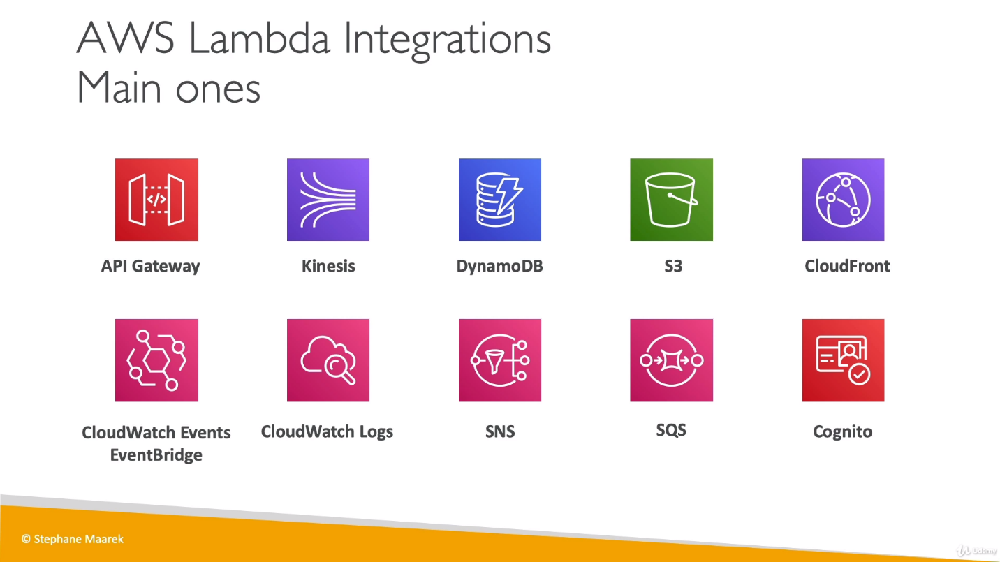 AWS Lambda Integrations
Main ones
</>
API Gateway
Kinesis
DynamoDB
S3
CloudFront
CloudWatch Events
EventBridge
CloudWatch Logs
SNS
SQS
Cognito
© Stephane Maarek
Udemy